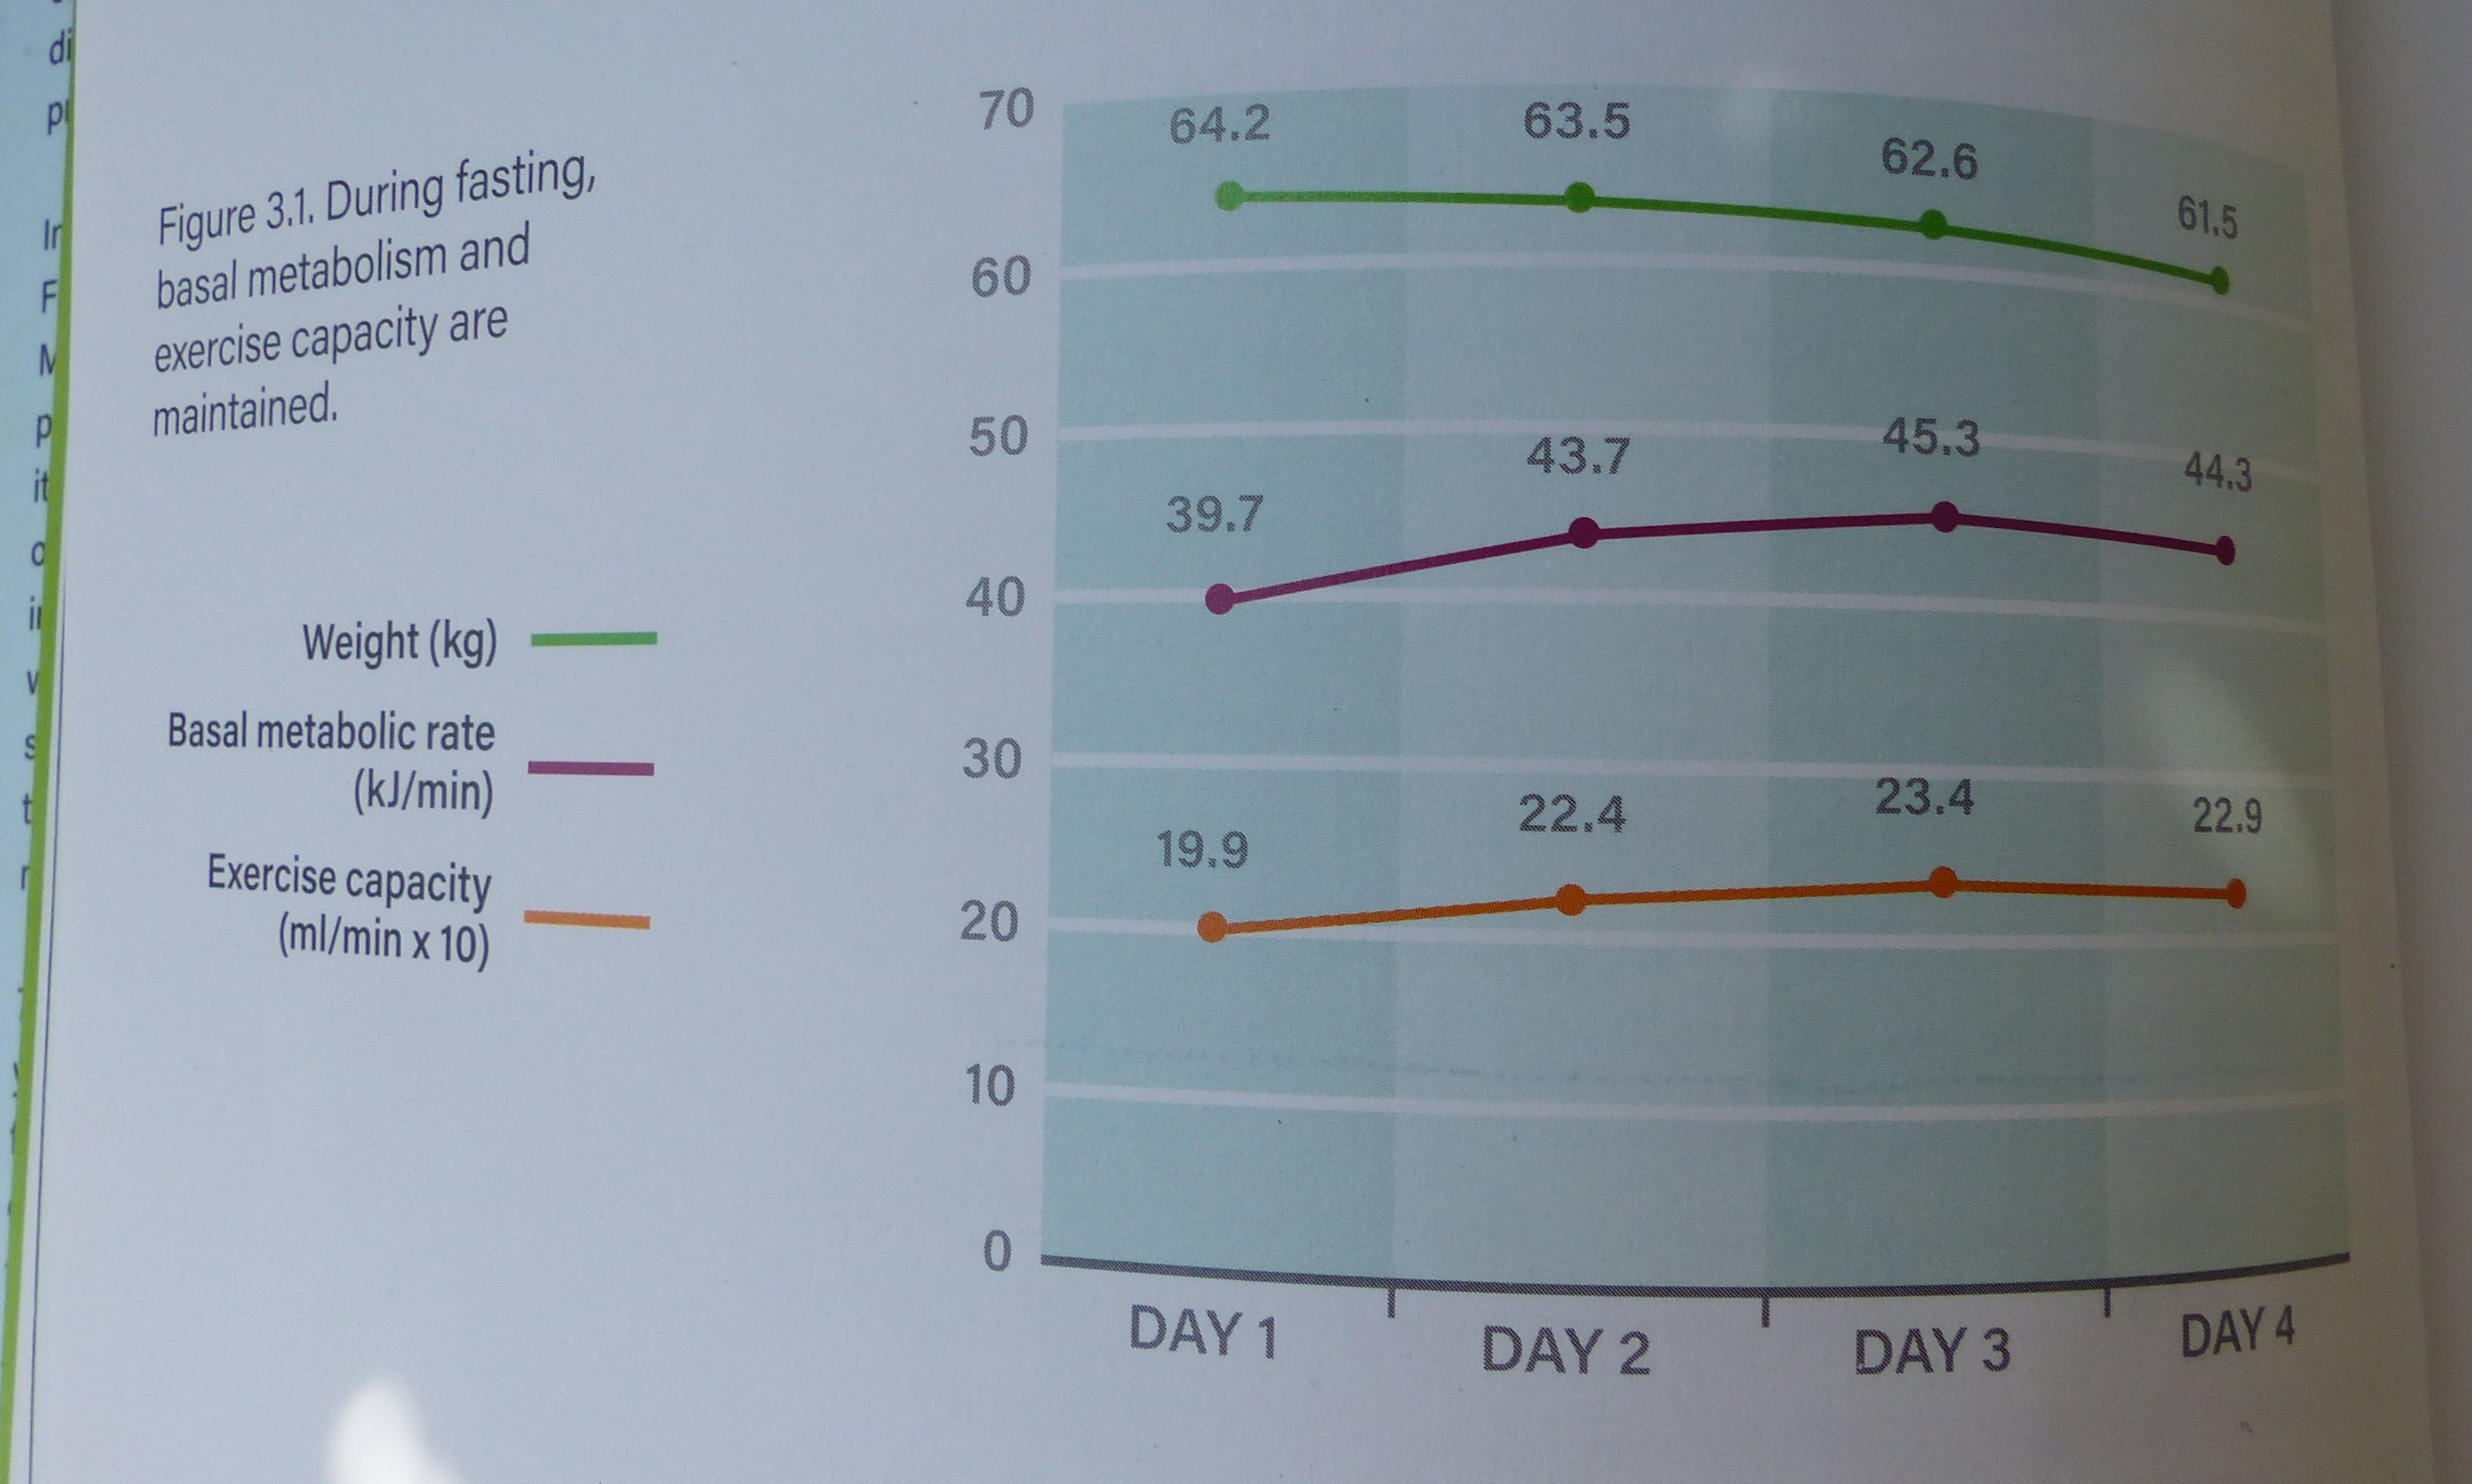 Figure 3.1. During fasting,
basal metabolism and
exercise capacity are
maintained.
Weight (kg)
Basal metabolic rate
(kJ/min)
Exercise capacity
(ml/min x 10)
70
60
50
40
30
20
10
0
64.2
63.5
62.6
61.5
39.7
43.7
45.3
44.3
19.9
22.4
23.4
22.9
DAY 1
DAY 2
DAY 3
DAY 4